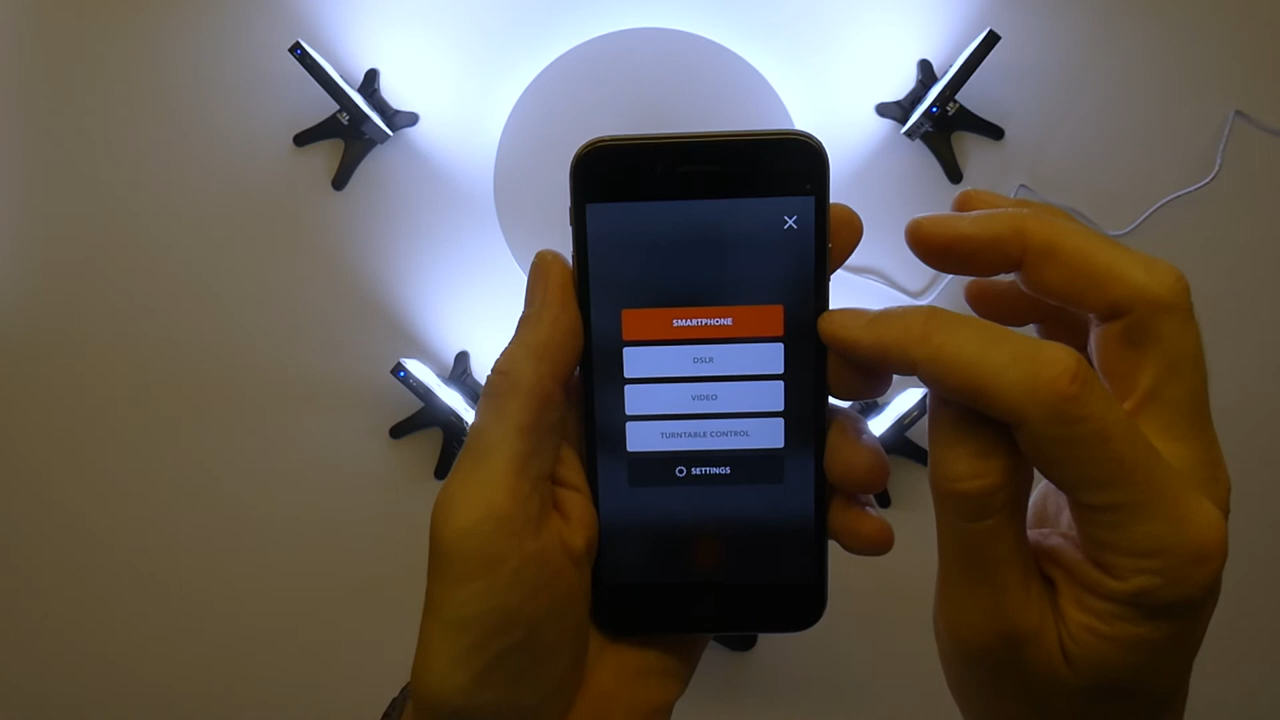 SMARTPHONE
DSLR
VIDEO
TURNTABLE CONTROL
SETTINGS